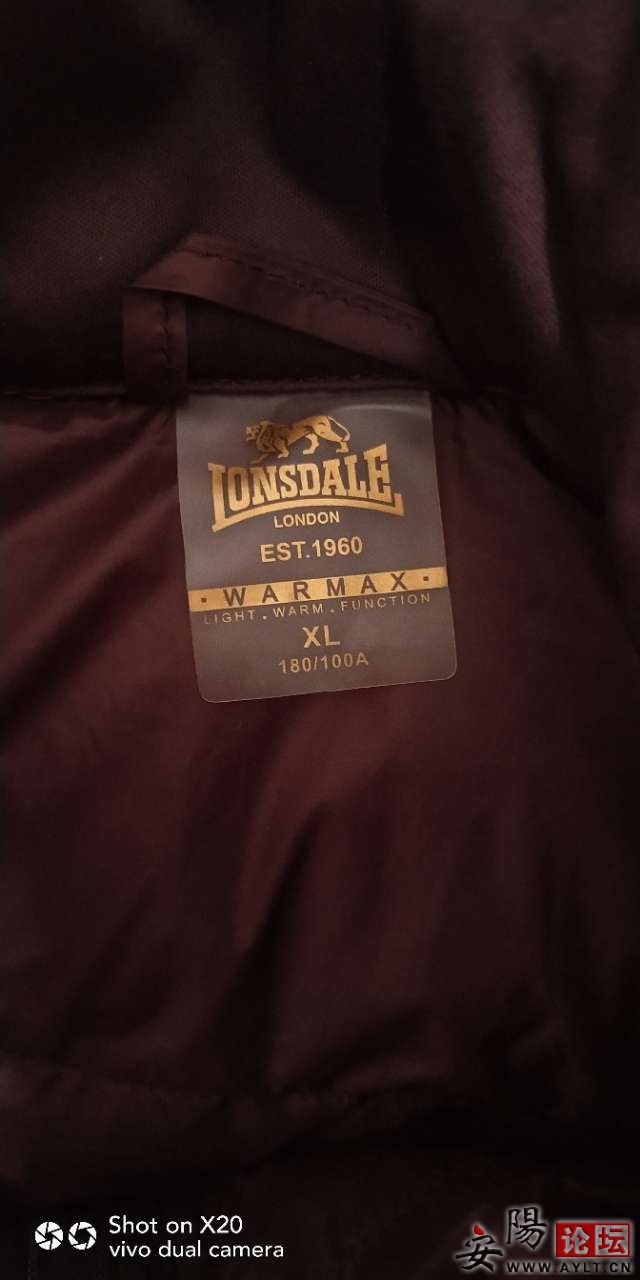 LONSDALE
LONDON
EST.1960
· WARMAX ·
LIGHT . WARM . FUNCTION
XL
180/100A
Shot on X20
vivo dual camera
安陽论坛
www.AYLT.CN